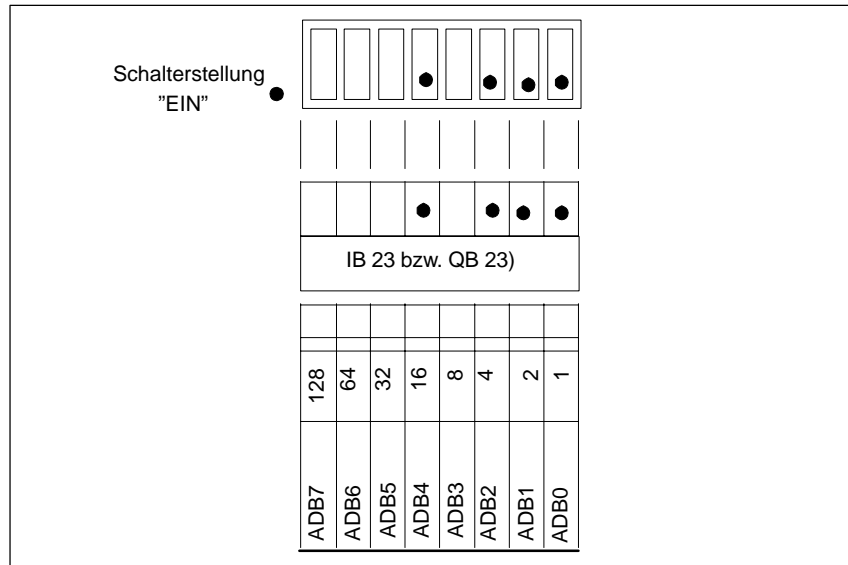 Schalterstellung
”EIN”
IB 23 bzw. QB 23)
128 64 32 16 8 4 2 1
ADB7 ADB6 ADB5 ADB4 ADB3 ADB2 ADB1 ADB0